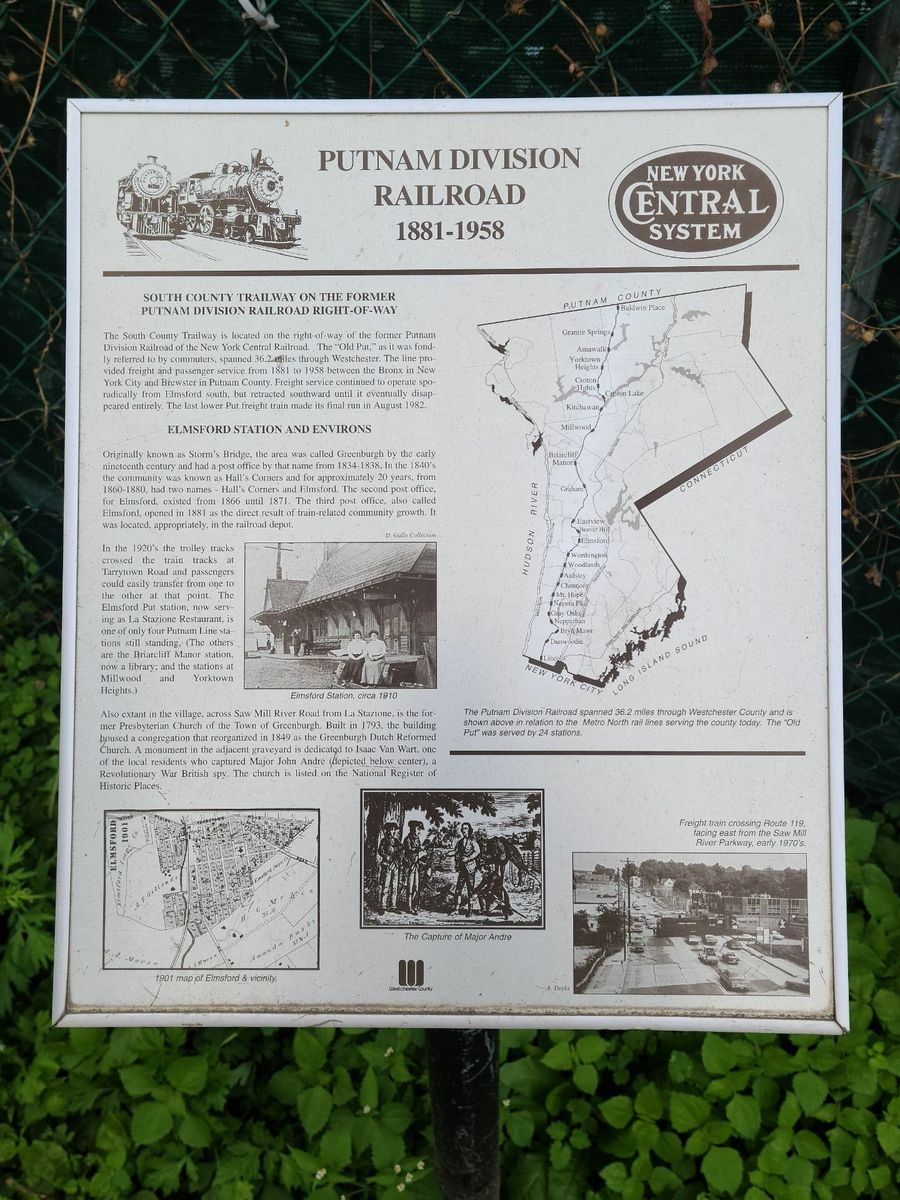 PUTNAM DIVISION
RAILROAD
1881-1958
NEW YORK
CENTRAL
SYSTEM
SOUTH COUNTY TRAILWAY ON THE FORMER
PUTNAM DIVISION RAILROAD RIGHT-OF-WAY
The South County Trailway is located on the right-of-way of the former Putnam
Division Railroad of the New York Central Railroad. The "Old Put," as it was fond-
ly referred to by commuters, spanned 36.2 miles through Westchester. The line pro-
vided freight and passenger service from 1881 to 1958 between the Bronx in New
York City and Brewster in Putnam County. Freight service continued to operate spo-
radically from Elmsford south, but retracted southward until it eventually disap-
peared entirely. The last lower Put freight train made its final run in August 1982.
ELMSFORD STATION AND ENVIRONS
Originally known as Storm's Bridge, the area was called Greenburgh by the early
nineteenth century and had a post office by that name from 1834-1838. In the 1840's
the community was known as Hall's Corners and for approximately 20 years, from
1860-1880, had two names - Hall's Corners and Elmsford. The second post office,
for Elmsford, existed from 1866 until 1871. The third post office, also called
Elmsford, opened in 1881 as the direct result of train-related community growth. It
was located, appropriately, in the railroad depot.
D. Gallo Collection
In the 1920's the trolley tracks
crossed the train tracks at
Tarrytown Road and passengers
could easily transfer from one to
the other at that point. The
Elmsford Put station, now serv-
ing as La Stazione Restaurant, is
one of only four Putnam Line sta-
tions still standing. (The others
are the Briarcliff Manor station,
now a library; and the stations at
Millwood and Yorktown
Heights.)
Elmsford Station, circa 1910
Also extant in the village, across Saw Mill River Road from La Stazione, is the for-
mer Presbyterian Church of the Town of Greenburgh. Built in 1793, the building
housed a congregation that reorganized in 1849 as the Greenburgh Dutch Reformed
Church. A monument in the adjacent graveyard is dedicated to Isaac Van Wart, one
of the local residents who captured Major John Andre (depicted below center), a
Revolutionary War British spy. The church is listed on the National Register of
Historic Places.
PUTNAM COUNTY
Baldwin Place
Granite Springs
Amawalk
Yorktown
Heights
Croton
Hghts.
Croton Lake
Kitchawan
Millwood
Briarcliff
Manor
CONNECTICUT
Graham
HUDSON RIVER
Eastview
Beaver Hill
Elmsford
Worthington
Woodlands
Ardsley
Chauncey
Mt. Hope
Nepera Pk.
Gray Oaks
Nepperhan
Bryn Mawr
Dunwoodie
Lincoln
NEW YORK CITY
LONG ISLAND SOUND
The Putnam Division Railroad spanned 36.2 miles through Westchester County and is
shown above in relation to the Metro North rail lines serving the county today. The "Old
Put" was served by 24 stations.
ELMSFORD
1901
1901 map of Elmsford & vicinity.
The Capture of Major Andre
Westchester County
Freight train crossing Route 119,
facing east from the Saw Mill
River Parkway, early 1970's.
A. Deeks